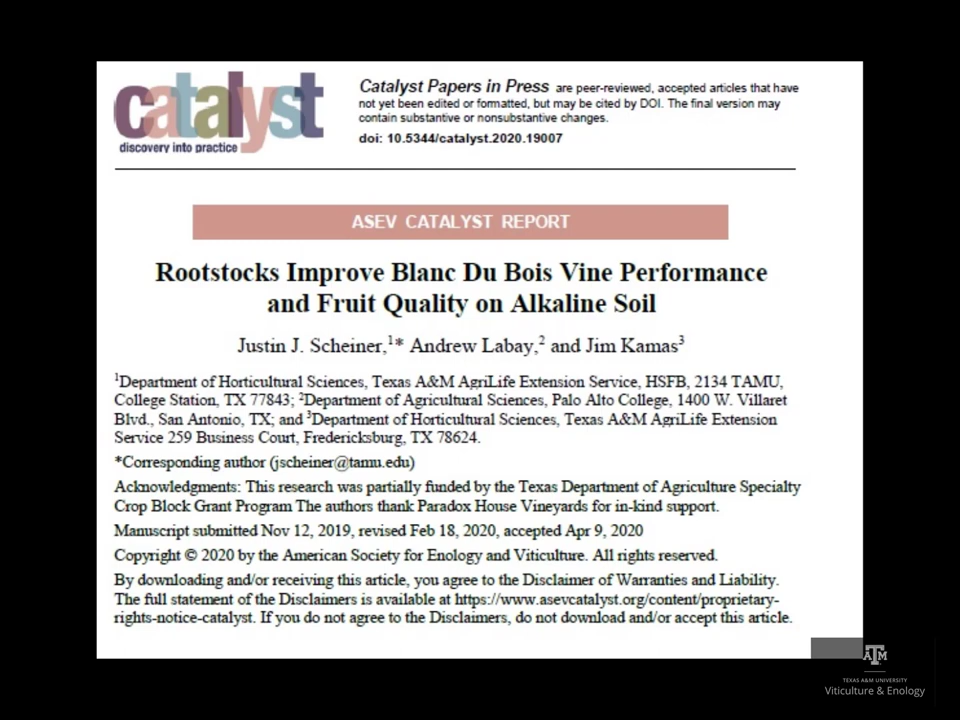 catalyst
discovery into practice
Catalyst Papers in Press are peer-reviewed, accepted articles that have
not yet been edited or formatted, but may be cited by DOI. The final version may
contain substantive or nonsubstantive changes.
doi: 10.5344/catalyst.2020.19007
ASEV CATALYST REPORT
Rootstocks Improve Blanc Du Bois Vine Performance
and Fruit Quality on Alkaline Soil
Justin J. Scheiner,¹* Andrew Labay,² and Jim Kamas³
¹Department of Horticultural Sciences, Texas A&M AgriLife Extension Service, HSFB, 2134 TAMU,
College Station, TX 77843; ²Department of Agricultural Sciences, Palo Alto College, 1400 W. Villaret
Blvd., San Antonio, TX; and ³Department of Horticultural Sciences, Texas A&M AgriLife Extension
Service 259 Business Court, Fredericksburg, TX 78624.
*Corresponding author (jscheiner@tamu.edu)
Acknowledgments: This research was partially funded by the Texas Department of Agriculture Specialty
Crop Block Grant Program The authors thank Paradox House Vineyards for in-kind support.
Manuscript submitted Nov 12, 2019, revised Feb 18, 2020, accepted Apr 9, 2020
Copyright © 2020 by the American Society for Enology and Viticulture. All rights reserved.
By downloading and/or receiving this article, you agree to the Disclaimer of Warranties and Liability.
The full statement of the Disclaimers is available at https://www.asevcatalyst.org/content/proprietary-
rights-notice-catalyst. If you do not agree to the Disclaimers, do not download and/or accept this article.
ATM
TEXAS A&M UNIVERSITY
Viticulture & Enology